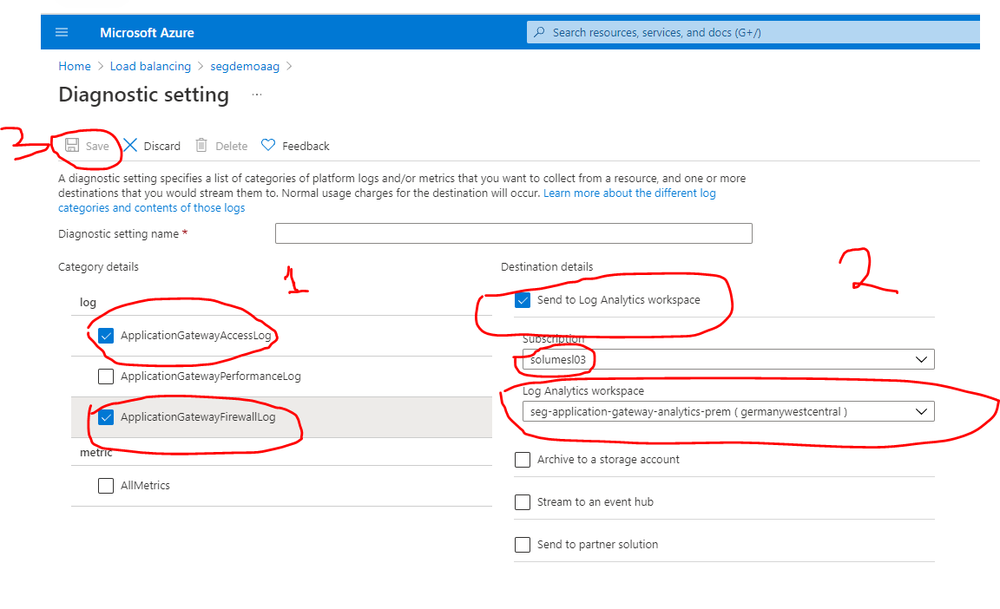 Microsoft Azure
Search resources, services, and docs (G+/)
Home > Load balancing > segdemoaag >
Diagnostic setting ...
3
Save Discard Delete Feedback
A diagnostic setting specifies a list of categories of platform logs and/or metrics that you want to collect from a resource, and one or more
destinations that you would stream them to. Normal usage charges for the destination will occur. Learn more about the different log
categories and contents of those logs
Diagnostic setting name *
Category details
1
log
ApplicationGatewayAccessLog
ApplicationGatewayPerformanceLog
ApplicationGatewayFirewallLog
metric
AllMetrics
Destination details
2
Send to Log Analytics workspace
Subscription
solumesl03
Log Analytics workspace
seg-application-gateway-analytics-prem ( germanywestcentral )
Archive to a storage account
Stream to an event hub
Send to partner solution